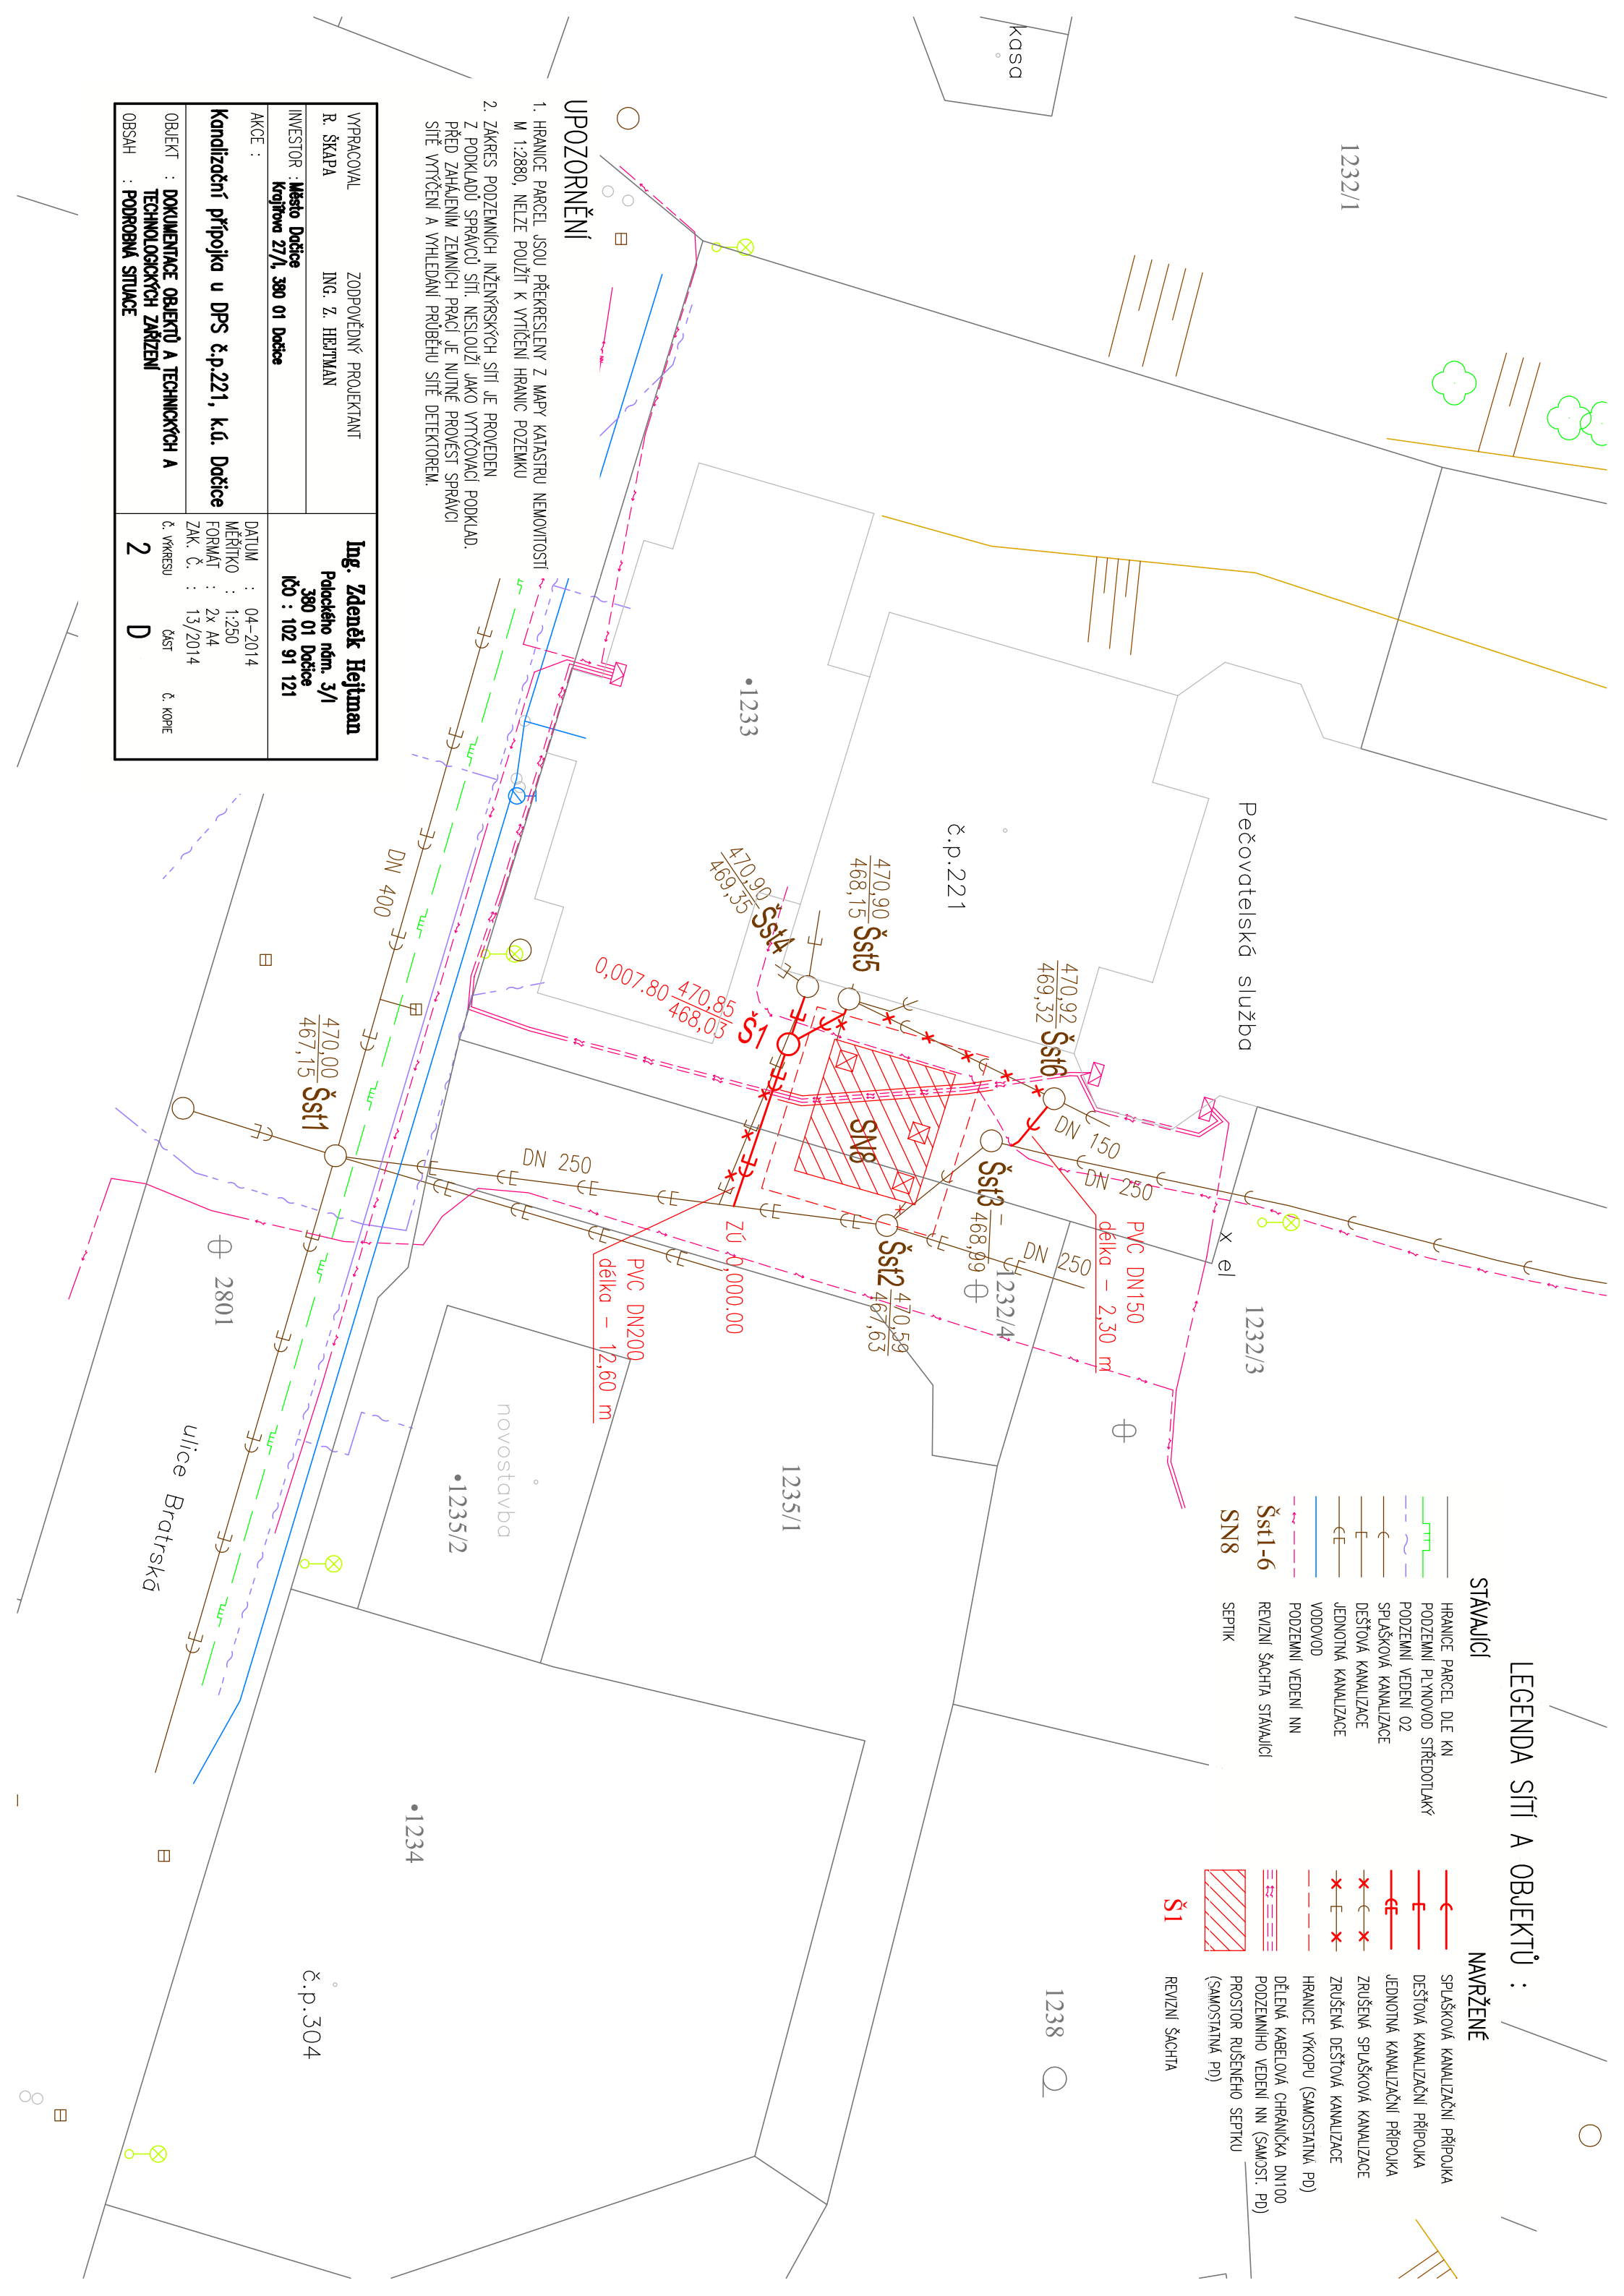 LEGENDA SÍTÍ A OBJEKTŮ :
STÁVAJÍCÍ
HRANICE PARCEL DLE KN
PODZEMNÍ PLYNOVOD STŘEDOTLAKÝ
PODZEMNÍ VEDENÍ O2
SPLAŠKOVÁ KANALIZACE
DEŠŤOVÁ KANALIZACE
JEDNOTNÁ KANALIZACE
VODOVOD
PODZEMNÍ VEDENÍ NN
Šst1-6 REVIZNÍ ŠACHTA STÁVAJÍCÍ
SN8 SEPTIK
NAVRŽENÉ
SPLAŠKOVÁ KANALIZAČNÍ PŘÍPOJKA
DEŠŤOVÁ KANALIZAČNÍ PŘÍPOJKA
JEDNOTNÁ KANALIZAČNÍ PŘÍPOJKA
ZRUŠENÁ SPLAŠKOVÁ KANALIZACE
ZRUŠENÁ DEŠŤOVÁ KANALIZACE
HRANICE VÝKOPU (SAMOSTATNÁ PD)
DĚLENÁ KABELOVÁ CHRÁNIČKA DN100
PODZEMNÍHO VEDENÍ NN (SAMOST. PD)
PROSTOR RUŠENÉHO SEPTKU
(SAMOSTATNÁ PD)
Š1 REVIZNÍ ŠACHTA
kasa
1232/1
Pečovatelská služba
č.p.221
1233
470,90
469,35
Šst4
470,90
468,15
Šst5
470,92
469,32
Šst6
0,007.80
470,85
468,03
Š1
SN8
DN 150
DN 250
Šst3
–
468,99
DN 250
Šst2
470,59
467,63
1232/4
x el
1232/3
PVC DN150
délka – 2,30 m
ZÚ 0,000.00
PVC DN200
délka – 12,60 m
DN 250
DN 400
470,00
467,15
Šst1
2801
ulice Bratrská
novostavba
1235/2
1235/1
1234
č.p.304
1238
UPOZORNĚNÍ
1. HRANICE PARCEL JSOU PŘEKRESLENY Z MAPY KATASTRU NEMOVITOSTÍ
M 1:2880, NELZE POUŽÍT K VYTÍČENÍ HRANIC POZEMKU
2. ZÁKRES PODZEMNÍCH INŽENÝRSKÝCH SÍTÍ JE PROVEDEN
Z PODKLADŮ SPRÁVCŮ SÍTÍ. NESLOUŽÍ JAKO VYTYČOVACÍ PODKLAD.
PŘED ZAHÁJENÍM ZEMNÍCH PRACÍ JE NUTNÉ PROVÉST SPRÁVCI
SÍTĚ VYTÝČENÍ A VYHLEDÁNÍ PRŮBĚHU SÍTĚ DETEKTOREM.
VYPRACOVAL
ZODPOVĚDNÝ PROJEKTANT
R. ŠKAPA
ING. Z. HEJTMAN
Ing. Zdeněk Hejtman
Palackého nám. 3/I
380 01 Dačice
IČO : 102 91 121
INVESTOR : Město Dačice
Krajířova 27/I, 380 01 Dačice
AKCE :
Kanalizační přípojka u DPS č.p.221, k.ú. Dačice
DATUM : 04-2014
MĚŘÍTKO : 1:250
FORMÁT : 2x A4
ZAK. Č. : 13/2014
OBJEKT : DOKUMENTACE OBJEKTŮ A TECHNICKÝCH A
TECHNOLOGICKÝCH ZAŘÍZENÍ
OBSAH : PODROBNÁ SITUACE
Č. VÝKRESU
ČÁST
Č. KOPIE
2
D